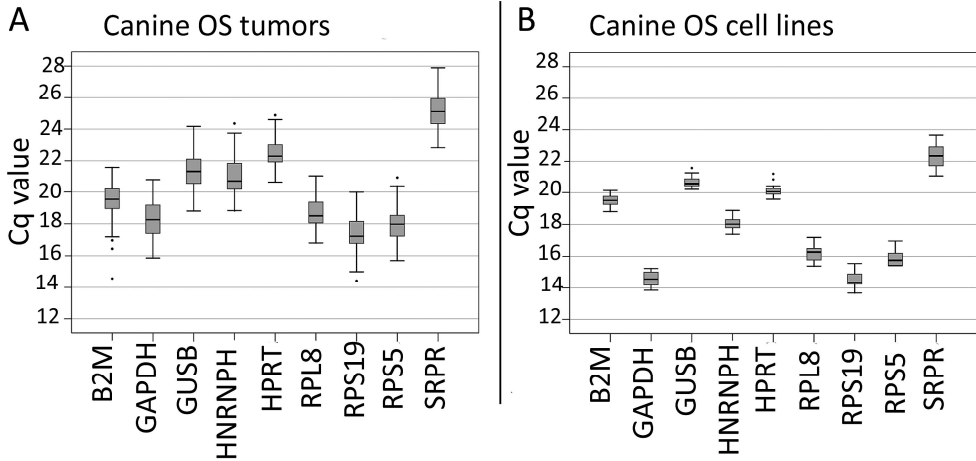 A
Canine OS tumors
Cq value
28
26
24
22
20
18
16
14
12
B2M
GAPDH
GUSB
HNRNPH
HPRT
RPL8
RPS19
RPS5
SRPR
B
Canine OS cell lines
Cq value
28
26
24
22
20
18
16
14
12
B2M
GAPDH
GUSB
HNRNPH
HPRT
RPL8
RPS19
RPS5
SRPR